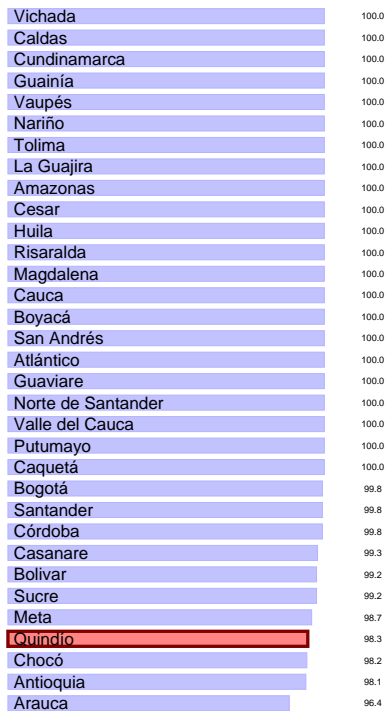 Vichada 100.0
Caldas 100.0
Cundinamarca 100.0
Guainía 100.0
Vaupés 100.0
Nariño 100.0
Tolima 100.0
La Guajira 100.0
Amazonas 100.0
Cesar 100.0
Huila 100.0
Risaralda 100.0
Magdalena 100.0
Cauca 100.0
Boyacá 100.0
San Andrés 100.0
Atlántico 100.0
Guaviare 100.0
Norte de Santander 100.0
Valle del Cauca 100.0
Putumayo 100.0
Caquetá 100.0
Bogotá 99.8
Santander 99.8
Córdoba 99.8
Casanare 99.3
Bolivar 99.2
Sucre 99.2
Meta 98.7
Quindío 98.3
Chocó 98.2
Antioquia 98.1
Arauca 96.4